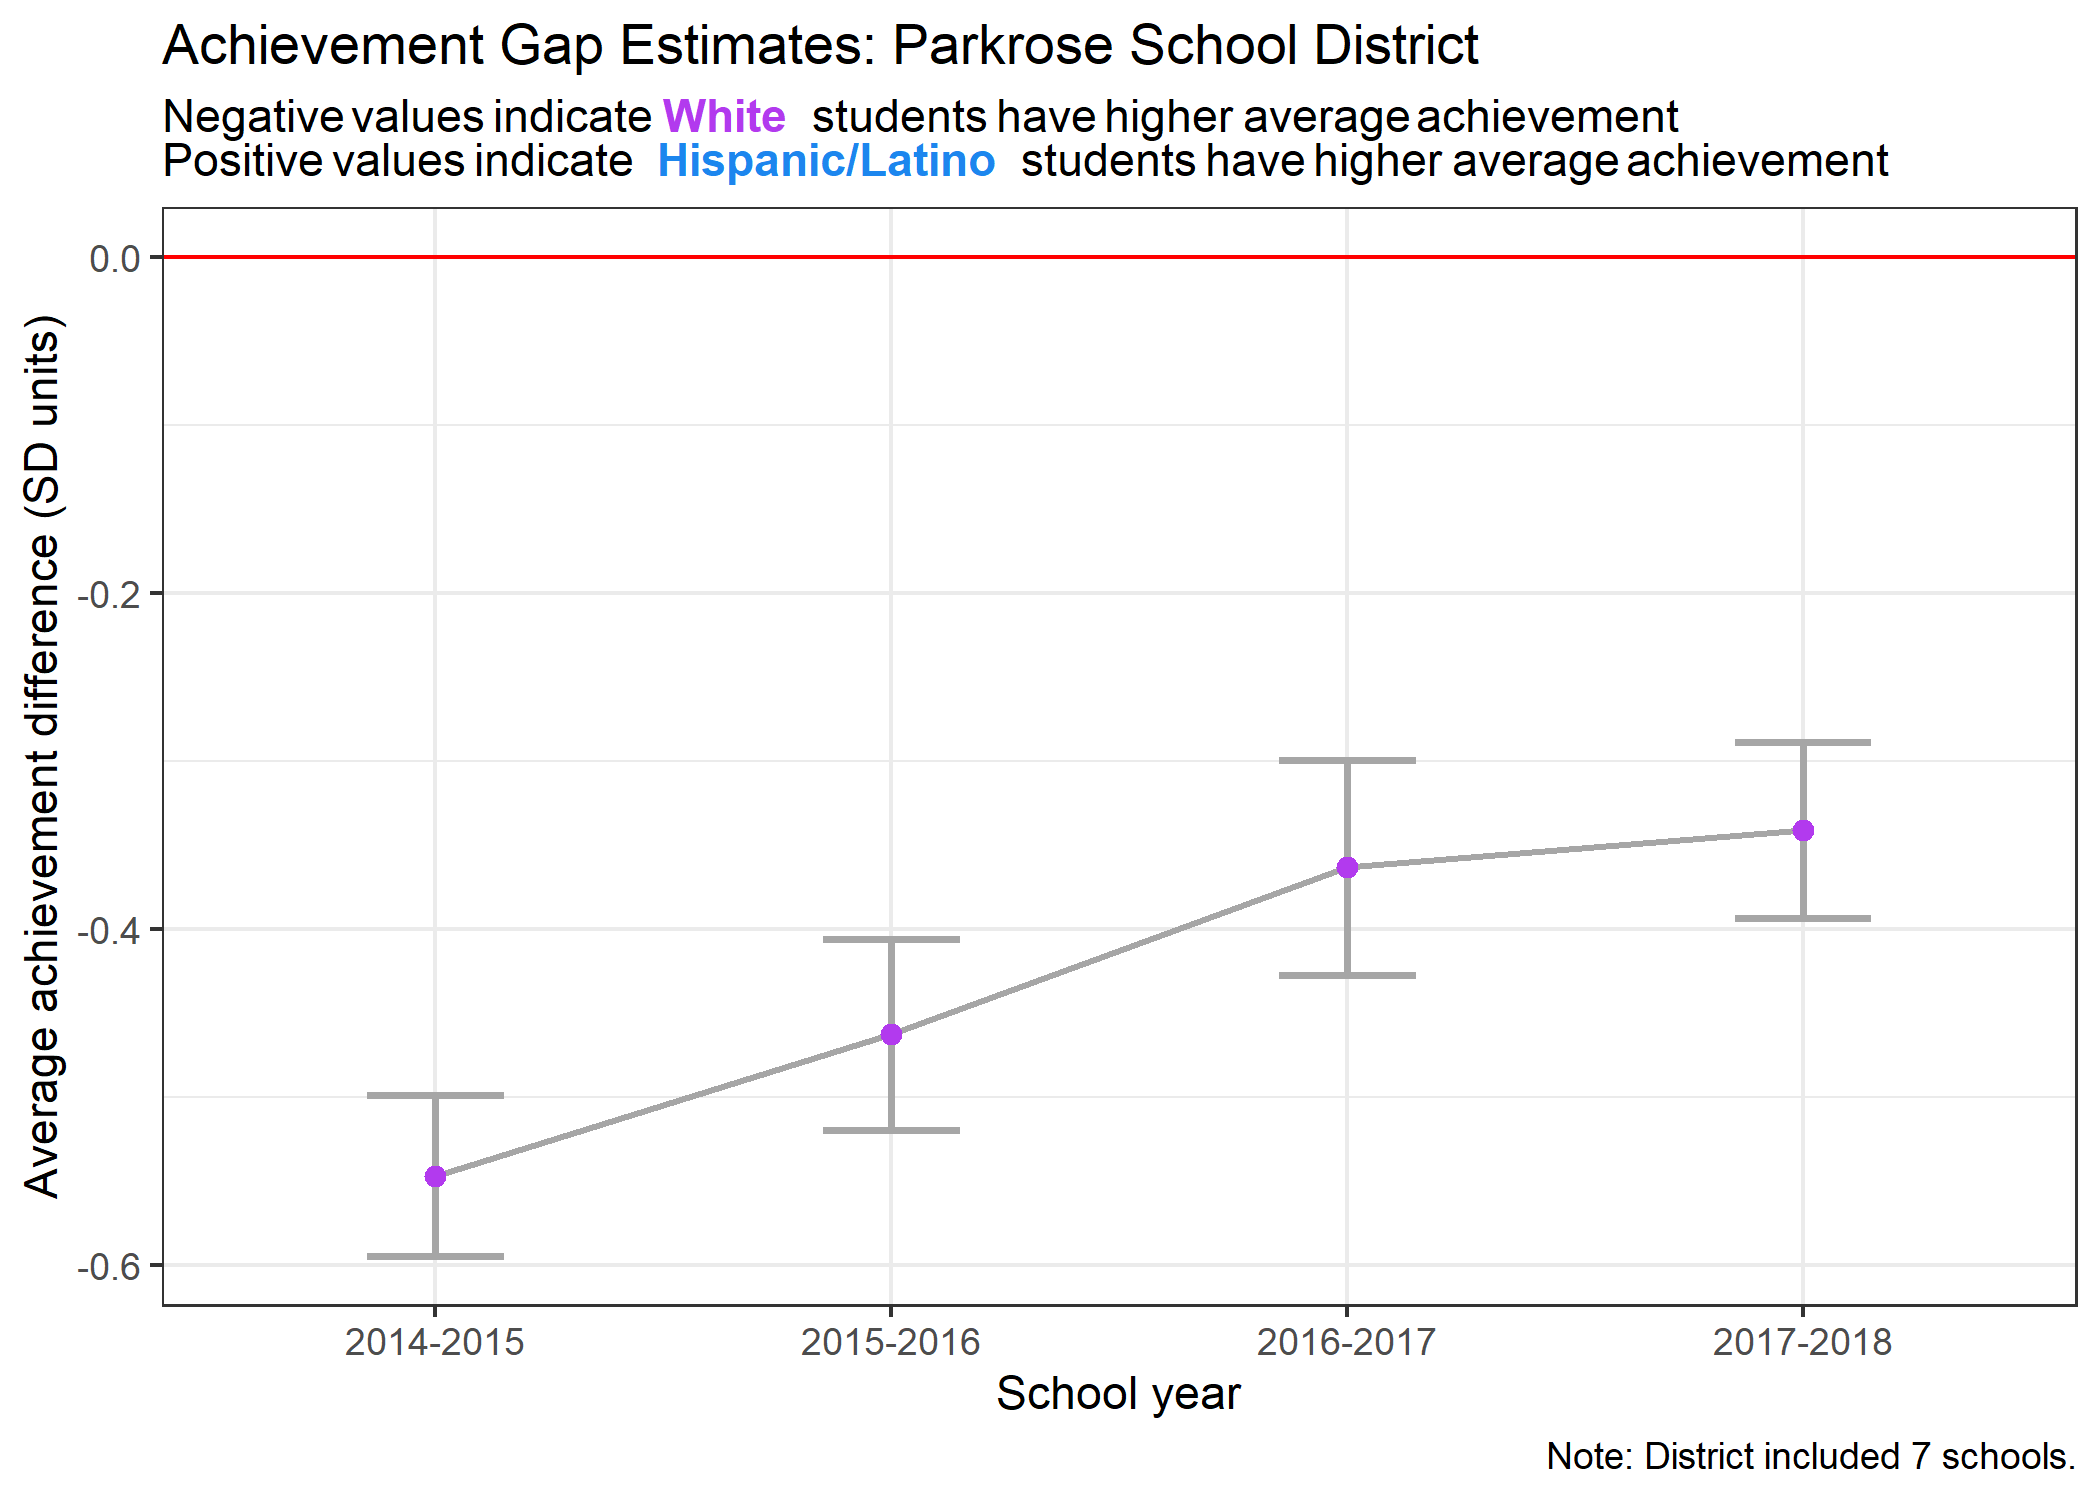 Achievement Gap Estimates: Parkrose School District
Negative values indicate White students have higher average achievement
Positive values indicate Hispanic/Latino students have higher average achievement
Average achievement difference (SD units)
0.0
-0.2
-0.4
-0.6
2014-2015
2015-2016
2016-2017
2017-2018
School year
Note: District included 7 schools.